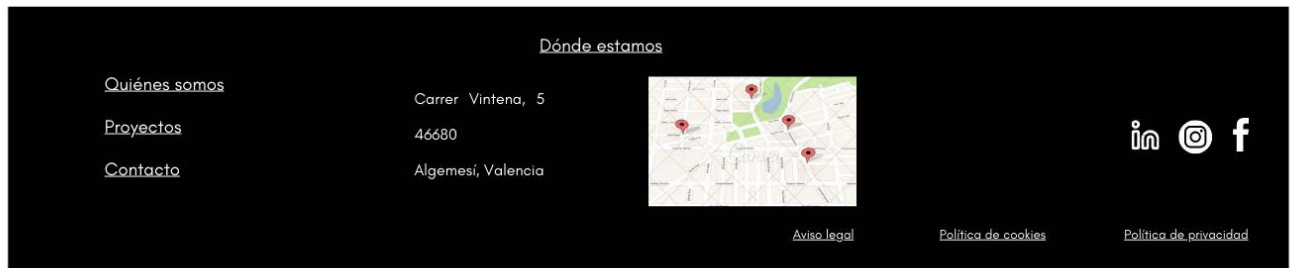 Dónde estamos
Quiénes somos
Proyectos
Contacto
Carrer Vintena, 5
46680
Algemesí, Valencia
in
f
Aviso legal
Política de cookies
Política de privacidad